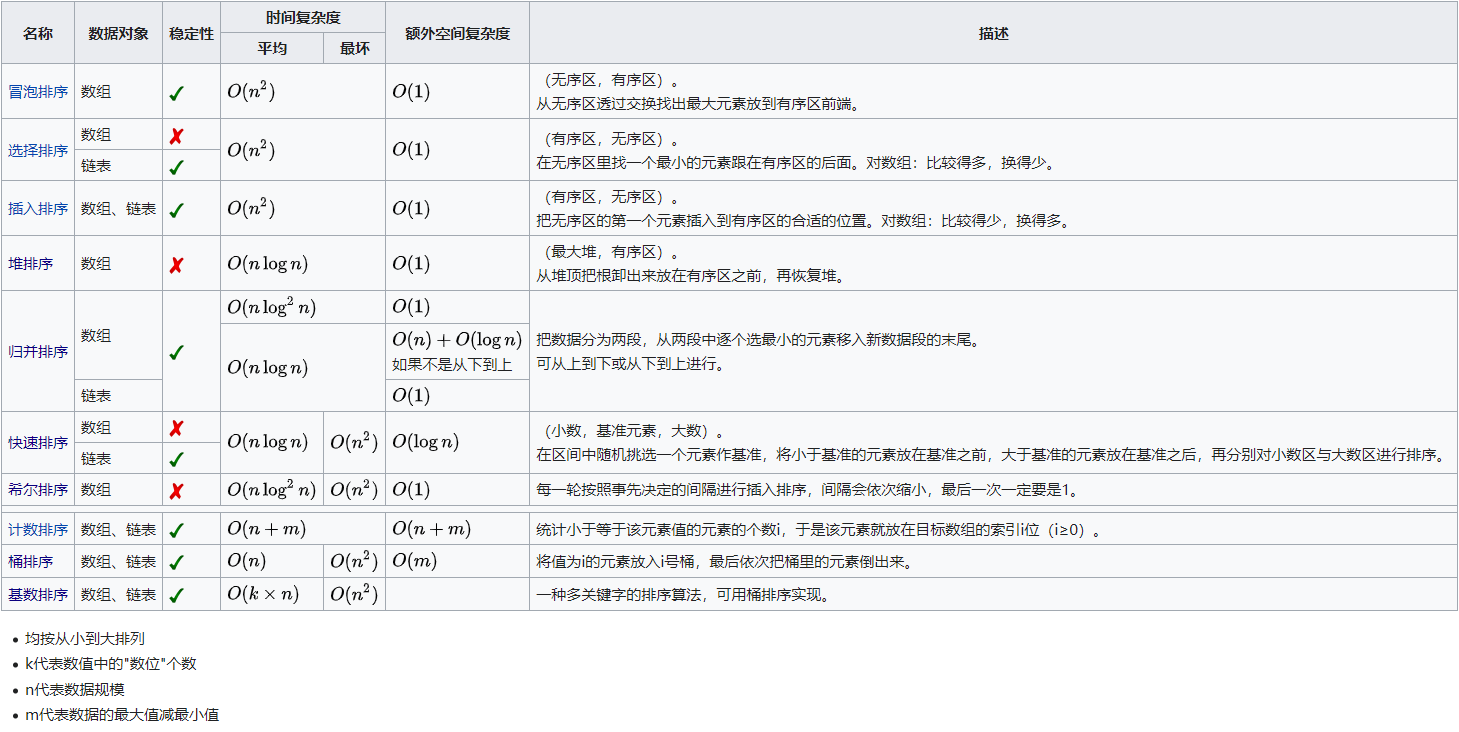 名称 数据对象 稳定性 时间复杂度 额外空间复杂度 描述
平均 最坏
冒泡排序 数组 ✓ O(n²) O(1) （无序区，有序区）。
从无序区透过交换找出最大元素放到有序区前端。
选择排序 数组 ✗ O(n²) O(1) （有序区，无序区）。
链表 ✓ 在无序区里找一个最小的元素跟在有序区的后面。对数组：比较得多，换得少。
插入排序 数组、链表 ✓ O(n²) O(1) （有序区，无序区）。
把无序区的第一个元素插入到有序区的合适的位置。对数组：比较得少，换得多。
堆排序 数组 ✗ O(n log n) O(1) （最大堆，有序区）。
从堆顶把根卸出来放在有序区之前，再恢复堆。
归并排序 数组 ✓ O(n log² n) O(1) 把数据分为两段，从两段中逐个选最小的元素移入新数据段的末尾。
O(n log n) O(n) + O(log n) 可从上到下或从下到上进行。
如果不是从下到上
链表 O(1)
快速排序 数组 ✗ O(n log n) O(n²) O(log n) （小数，基准元素，大数）。
链表 ✓ 在区间中随机挑选一个元素作基准，将小于基准的元素放在基准之前，大于基准的元素放在基准之后，再分别对小数区与大数区进行排序。
希尔排序 数组 ✗ O(n log² n) O(n²) O(1) 每一轮按照事先决定的间隔进行插入排序，间隔会依次缩小，最后一次一定要是1。
计数排序 数组、链表 ✓ O(n + m) O(n + m) 统计小于等于该元素值的元素的个数i，于是该元素就放在目标数组的索引i位（i≥0）。
桶排序 数组、链表 ✓ O(n) O(n²) O(m) 将值为i的元素放入i号桶，最后依次把桶里的元素倒出来。
基数排序 数组、链表 ✓ O(k × n) O(n²) 一种多关键字的排序算法，可用桶排序实现。
• 均按从小到大排列
• k代表数值中的"数位"个数
• n代表数据规模
• m代表数据的最大值减最小值